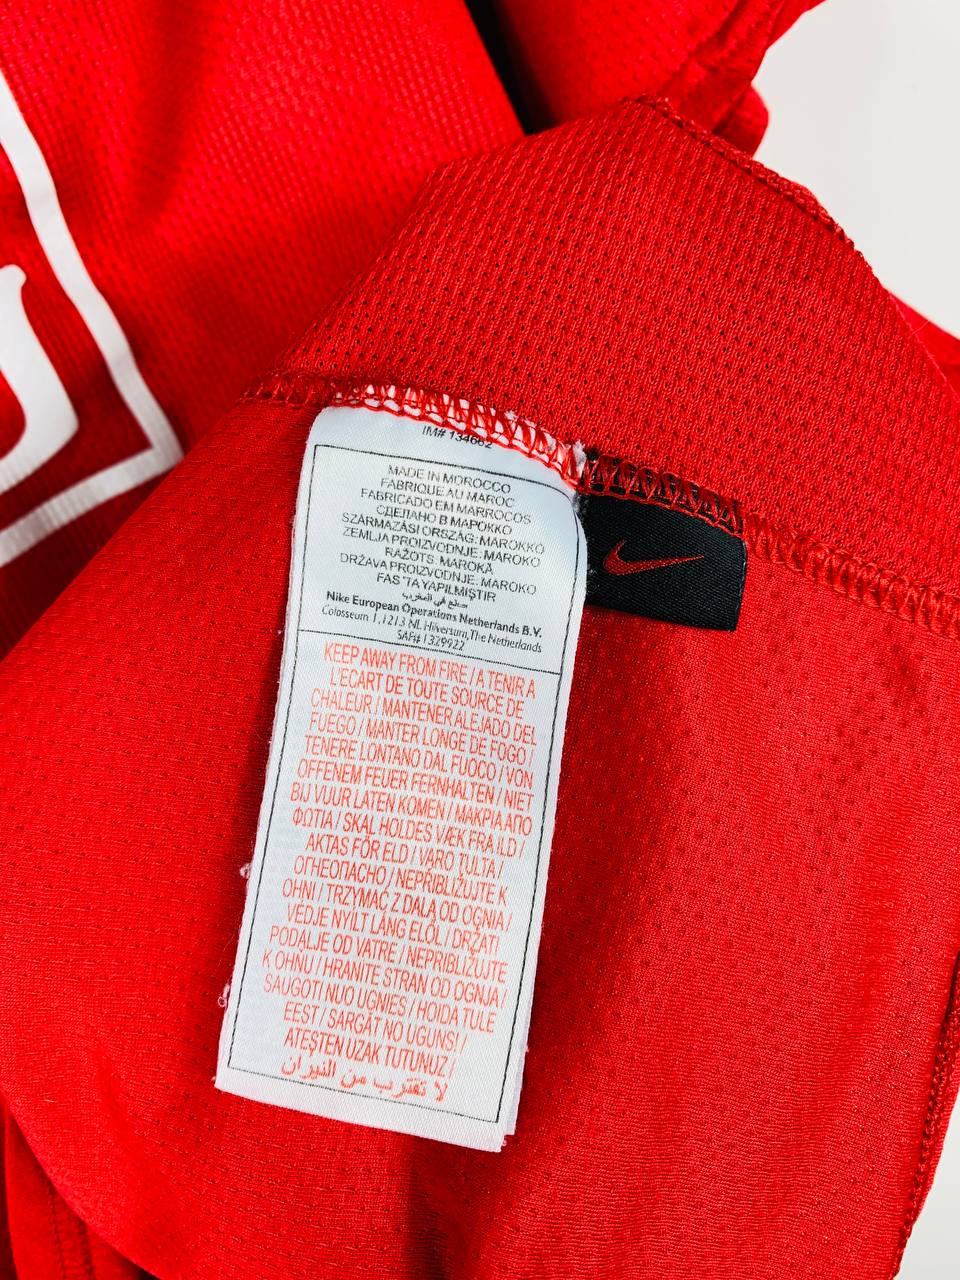 IM# 134662
MADE IN MOROCCO
FABRIQUE AU MAROC
FABRICADO EM MARROCOS
СДЕЛАНО В МАРОККО
SZÁRMAZÁSI ORSZÁG: MAROKKO
ZEMLJA PROIZVODNJE: MAROKO
RAŽOTS. MAROKĀ
DRŽAVA PROIZVODNJE: MAROKO
FAS 'TA YAPILMIŞTIR
صنع في المغرب
Nike European Operations Netherlands B.V.
Colosseum 1,1213 NL Hilversum,The Netherlands
SAF# 1329922
KEEP AWAY FROM FIRE / A TENIR A
L'ECART DE TOUTE SOURCE DE
CHALEUR / MANTENER ALEJADO DEL
FUEGO / MANTER LONGE DE FOGO /
TENERE LONTANO DAL FUOCO / VON
OFFENEM FEUER FERNHALTEN / NIET
BIJ VUUR LATEN KOMEN / ΜΑΚΡΙΑ ΑΠΟ
ΦΩΤΙΑ / SKAL HOLDES VÆK FRA ILD /
AKTAS FÖR ELD / VARO TULTA /
ОГНЕОПАСНО / NEPŘIBLIŽUJTE K
OHNI / TRZYMAĆ Z DALA OD OGNIA /
VÉDJE NYÍLT LÁNG ELŐL / DRŽATI
PODALJE OD VATRE / NEPRIBLIŽUJTE
K OHŇU / HRANITE STRAN OD OGNJA /
SAUGOTI NUO UGNIES / HOIDA TULE
EEST / SARGĀT NO UGUNS! /
ATEŞTEN UZAK TUTUNUZ /
لا تقترب من النيران